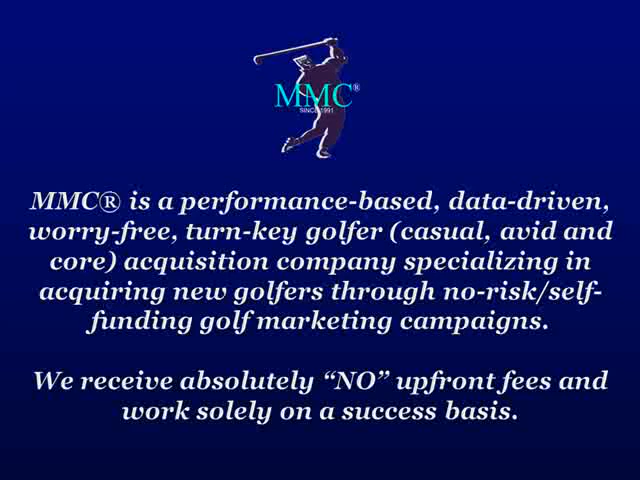 MMC®
SINCE 1991
MMC® is a performance-based, data-driven,
worry-free, turn-key golfer (casual, avid and
core) acquisition company specializing in
acquiring new golfers through no-risk/self-
funding golf marketing campaigns.
We receive absolutely “NO” upfront fees and
work solely on a success basis.